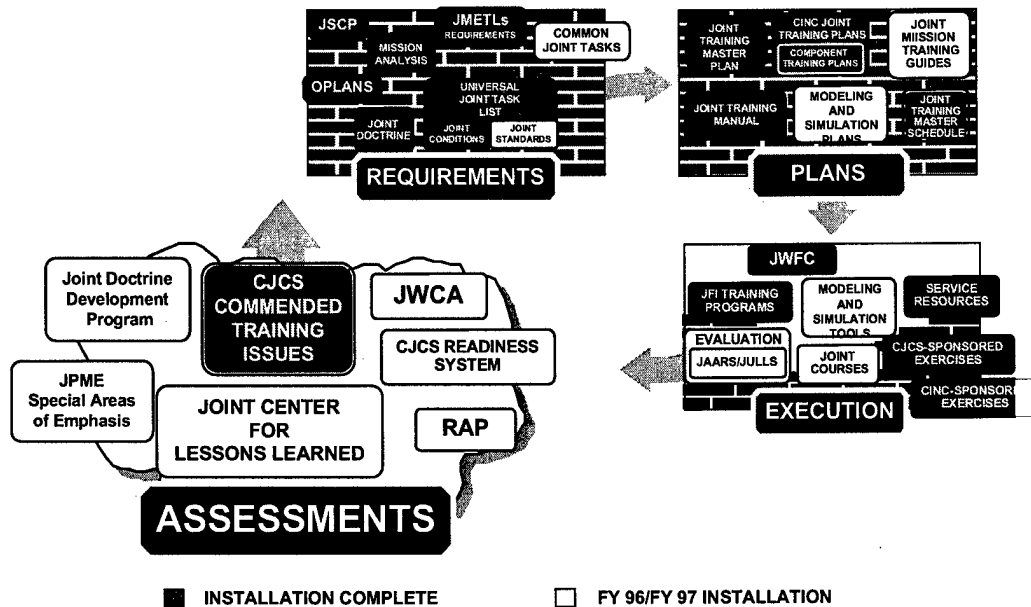 JSCP
JMETLs
REQUIREMENTS
COMMON
JOINT TASKS
MISSION
ANALYSIS
OPLANS
UNIVERSAL
JOINT TASK
LIST
JOINT
DOCTRINE
JOINT
CONDITIONS
JOINT
STANDARDS
REQUIREMENTS
JOINT
TRAINING
MASTER
PLAN
CINC JOINT
TRAINING PLANS
COMPONENT
TRAINING PLANS
JOINT
MIISSION
TRAINING
GUIDES
JOINT TRAINING
MANUAL
MODELING
AND
SIMULATION
PLANS
JOINT
TRAINING
MASTER
SCHEDULE
PLANS
Joint Doctrine
Development
Program
CJCS
COMMENDED
TRAINING
ISSUES
JWCA
CJCS READINESS
SYSTEM
JPME
Special Areas
of Emphasis
JOINT CENTER
FOR
LESSONS LEARNED
RAP
ASSESSMENTS
JWFC
JFI TRAINING
PROGRAMS
MODELING
AND
SIMULATION
TOOLS
SERVICE
RESOURCES
EVALUATION
JAARS/JULLS
JOINT
COURSES
CJCS-SPONSORED
EXERCISES
CINC-SPONSORE
EXERCISES
EXECUTION
INSTALLATION COMPLETE
FY 96/FY 97 INSTALLATION